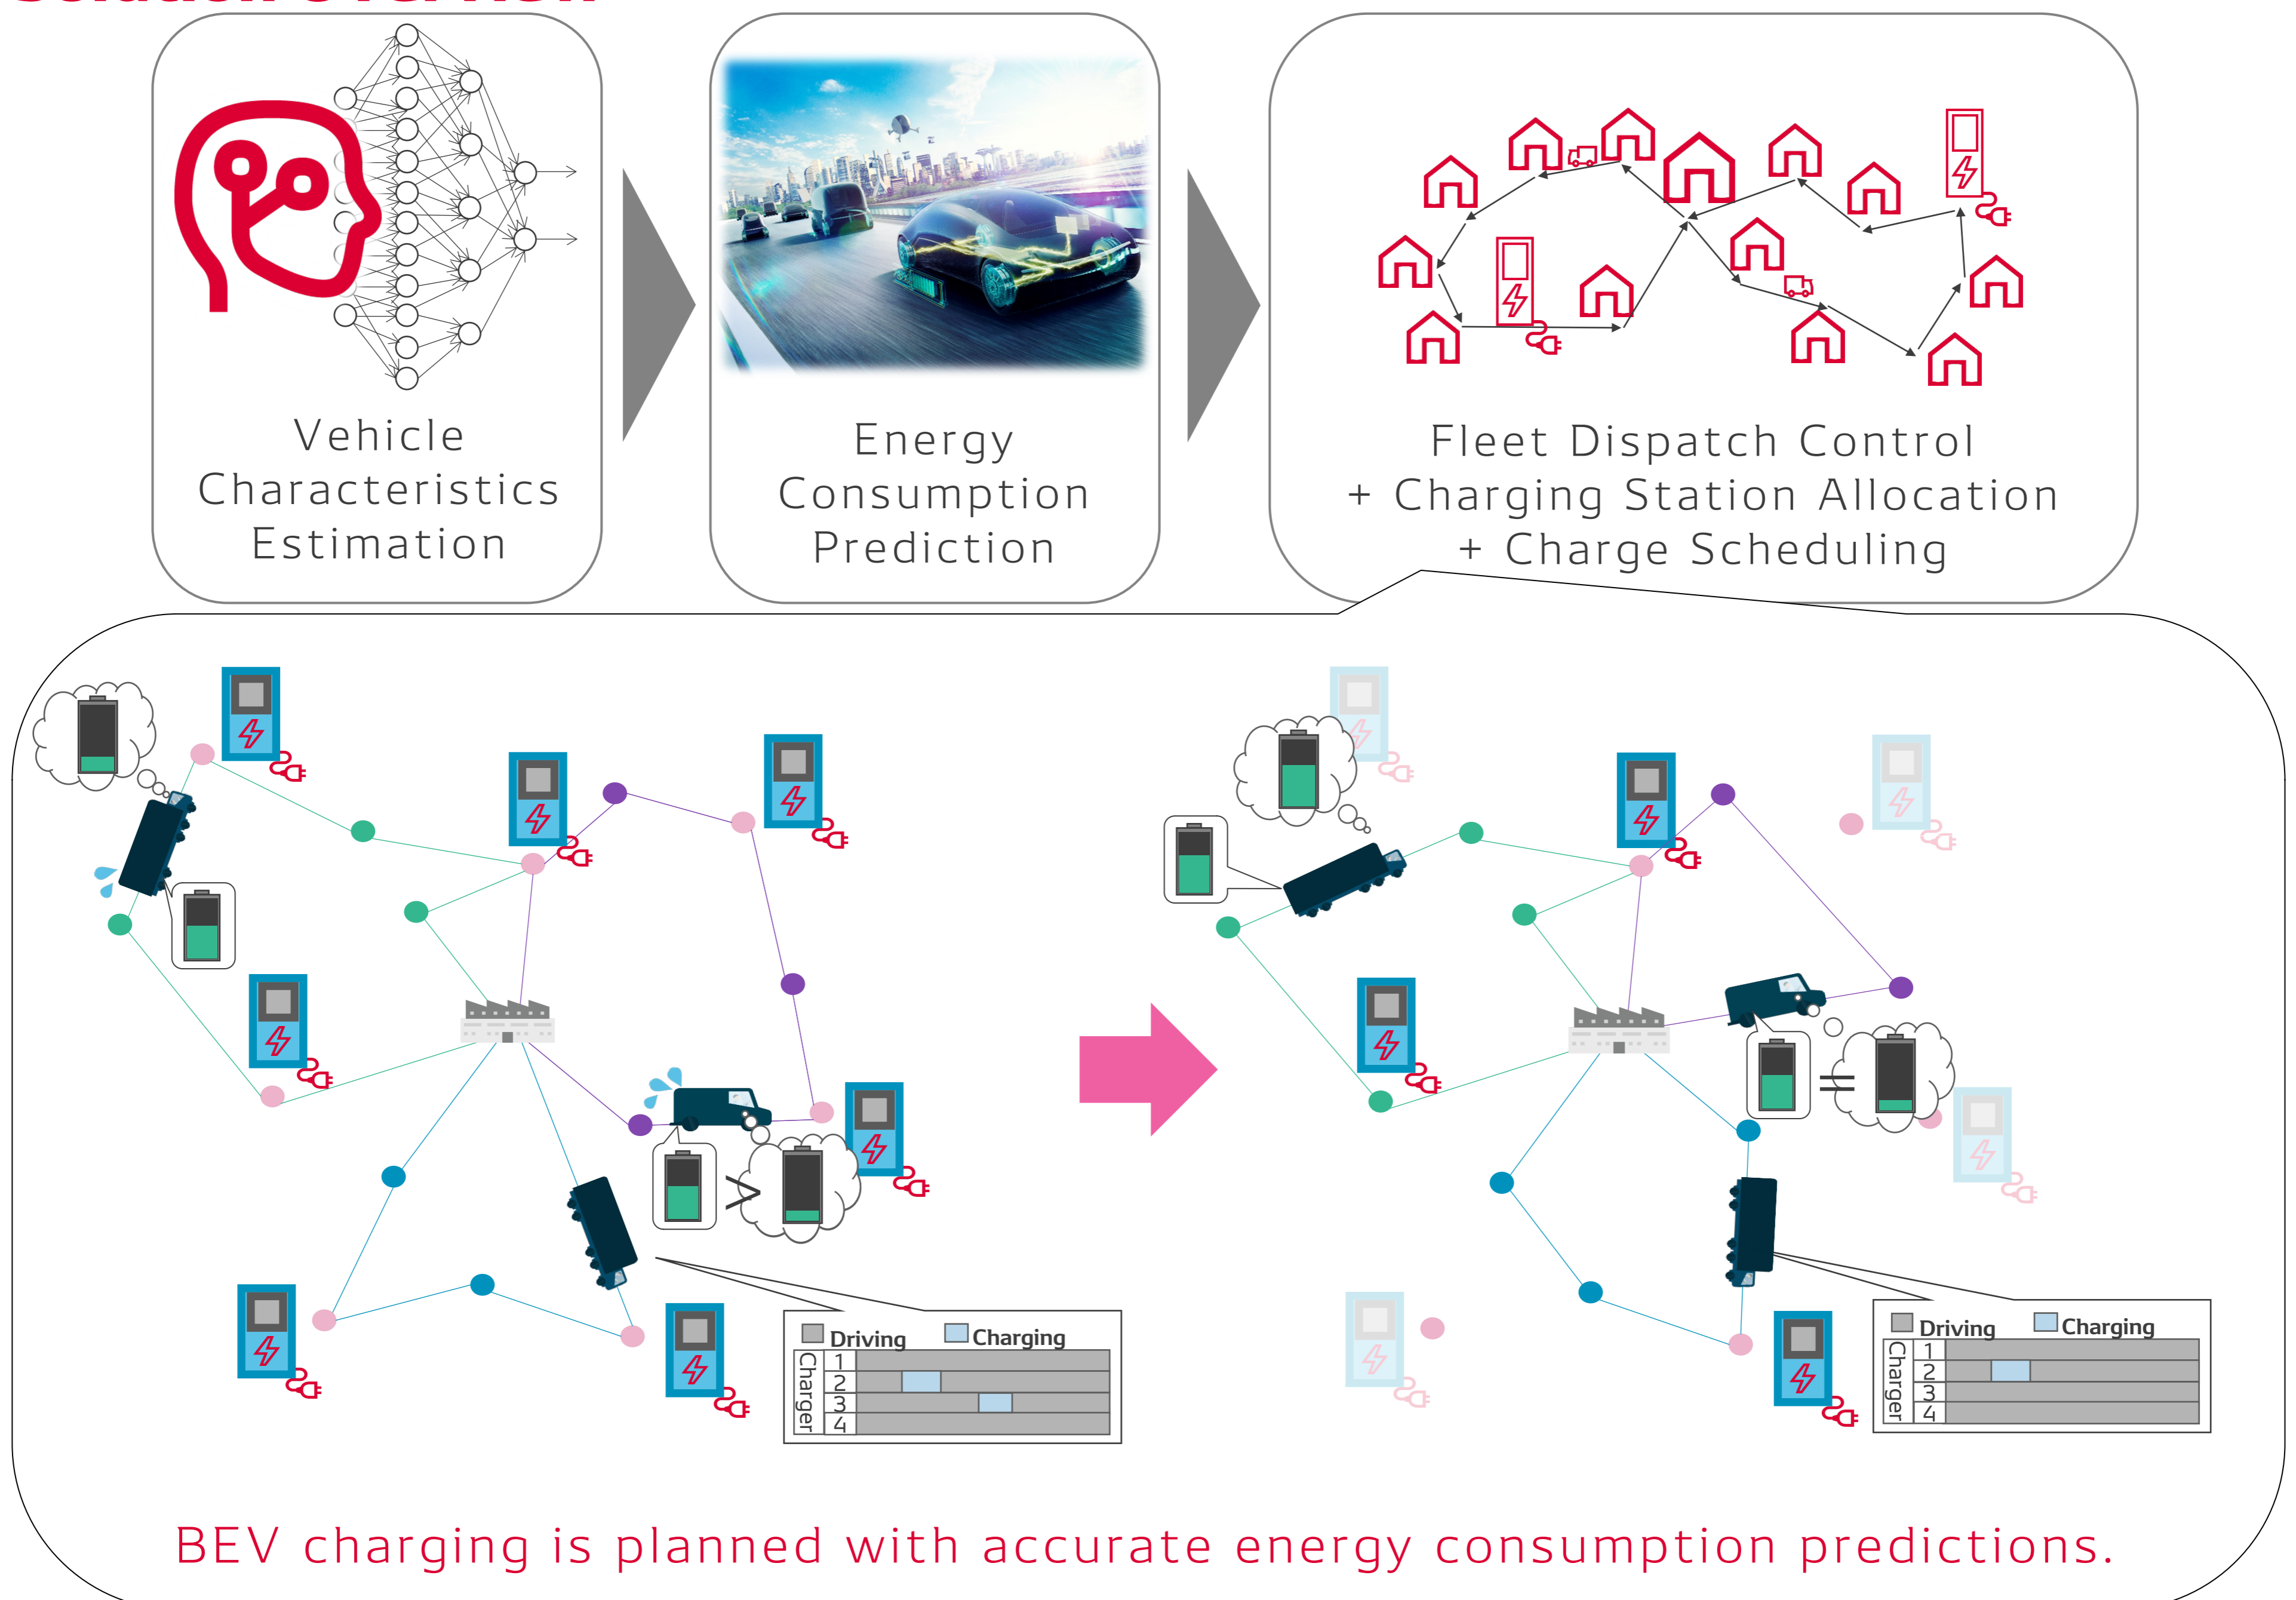 Vehicle
Characteristics
Estimation
Energy
Consumption
Prediction
Fleet Dispatch Control
+ Charging Station Allocation
+ Charge Scheduling
>
=
Driving Charging
Charger
1
2
3
4
Driving Charging
Charger
1
2
3
4
BEV charging is planned with accurate energy consumption predictions.